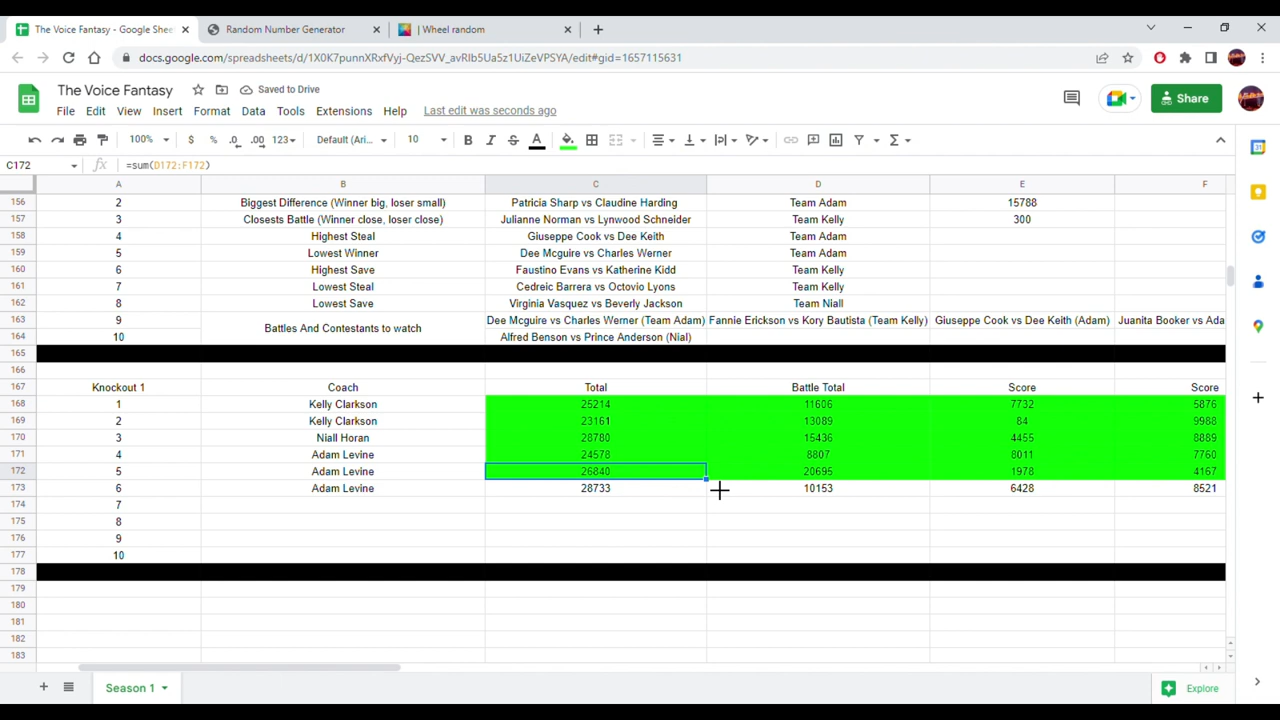 The Voice Fantasy - Google Shee
Random Number Generator
| Wheel random
docs.google.com/spreadsheets/d/1X0K7punnXRxfVyj-QezSVV_avRIb5Ua5z1UiZeVPSYA/edit#gid=1657115631
The Voice Fantasy
Saved to Drive
File Edit View Insert Format Data Tools Extensions Help Last edit was seconds ago
Share
100% $ % .0 .00 123 Default (Ari... 10 B I S A
C172 fx =sum(D172:F172)
A B C D E F
156 2 Biggest Difference (Winner big, loser small) Patricia Sharp vs Claudine Harding Team Adam 15788
157 3 Closests Battle (Winner close, loser close) Julianne Norman vs Lynwood Schneider Team Kelly 300
158 4 Highest Steal Giuseppe Cook vs Dee Keith Team Adam
159 5 Lowest Winner Dee Mcguire vs Charles Werner Team Adam
160 6 Highest Save Faustino Evans vs Katherine Kidd Team Kelly
161 7 Lowest Steal Cedreic Barrera vs Octovio Lyons Team Kelly
162 8 Lowest Save Virginia Vasquez vs Beverly Jackson Team Niall
163 9 Dee Mcguire vs Charles Werner (Team Adam) Fannie Erickson vs Kory Bautista (Team Kelly) Giuseppe Cook vs Dee Keith (Adam) Juanita Booker vs Ada
Battles And Contestants to watch
164 10 Alfred Benson vs Prince Anderson (Nial)
165
166
167 Knockout 1 Coach Total Battle Total Score Score
168 1 Kelly Clarkson 25214 11606 7732 5876
169 2 Kelly Clarkson 23161 13089 84 9988
170 3 Niall Horan 28780 15436 4455 8889
171 4 Adam Levine 24578 8807 8011 7760
172 5 Adam Levine 26840 20695 1978 4167
173 6 Adam Levine 28733 10153 6428 8521
174 7
175 8
176 9
177 10
178
179
180
181
182
183
Season 1
Explore